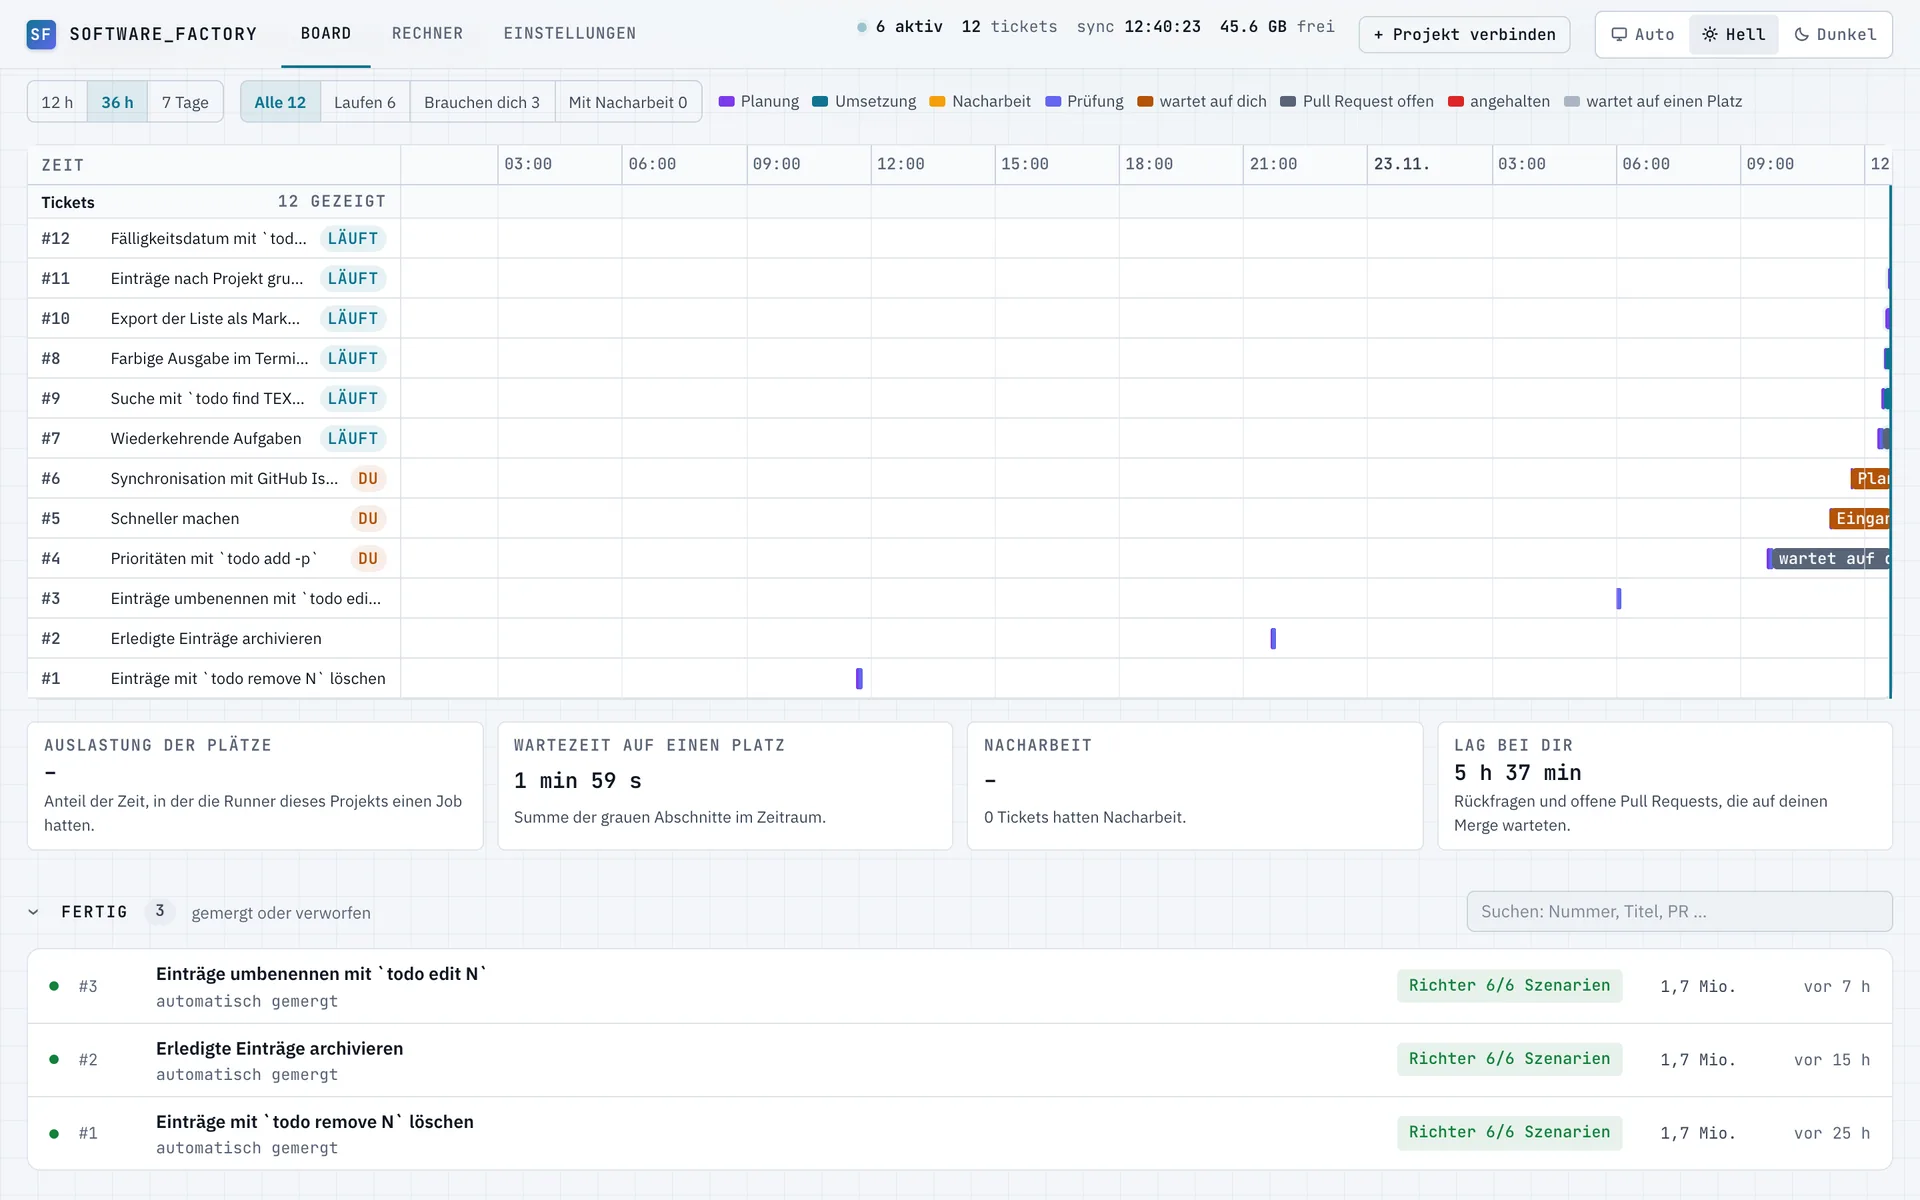 SF SOFTWARE_FACTORY BOARD RECHNER EINSTELLUNGEN 6 aktiv 12 tickets sync 12:40:23 45.6 GB frei + Projekt verbinden Auto Hell Dunkel
12 h 36 h 7 Tage Alle 12 Laufen 6 Brauchen dich 3 Mit Nacharbeit 0 Planung Umsetzung Nacharbeit Prüfung wartet auf dich Pull Request offen angehalten wartet auf einen Platz
ZEIT 03:00 06:00 09:00 12:00 15:00 18:00 21:00 23.11. 03:00 06:00 09:00 12
Tickets 12 GEZEIGT
#12 Fälligkeitsdatum mit `tod... LÄUFT
#11 Einträge nach Projekt gru... LÄUFT
#10 Export der Liste als Mark... LÄUFT
#8 Farbige Ausgabe im Termi... LÄUFT
#9 Suche mit `todo find TEX... LÄUFT
#7 Wiederkehrende Aufgaben LÄUFT
#6 Synchronisation mit GitHub Is... DU Plan
#5 Schneller machen DU Eingan
#4 Prioritäten mit `todo add -p` DU wartet auf d
#3 Einträge umbenennen mit `todo edi...
#2 Erledigte Einträge archivieren
#1 Einträge mit `todo remove N` löschen
AUSLASTUNG DER PLÄTZE
–
Anteil der Zeit, in der die Runner dieses Projekts einen Job
hatten.
WARTEZEIT AUF EINEN PLATZ
1 min 59 s
Summe der grauen Abschnitte im Zeitraum.
NACHARBEIT
–
0 Tickets hatten Nacharbeit.
LAG BEI DIR
5 h 37 min
Rückfragen und offene Pull Requests, die auf deinen
Merge warteten.
FERTIG 3 gemergt oder verworfen Suchen: Nummer, Titel, PR ...
#3 Einträge umbenennen mit `todo edit N` Richter 6/6 Szenarien 1,7 Mio. vor 7 h
automatisch gemergt
#2 Erledigte Einträge archivieren Richter 6/6 Szenarien 1,7 Mio. vor 15 h
automatisch gemergt
#1 Einträge mit `todo remove N` löschen Richter 6/6 Szenarien 1,7 Mio. vor 25 h
automatisch gemergt